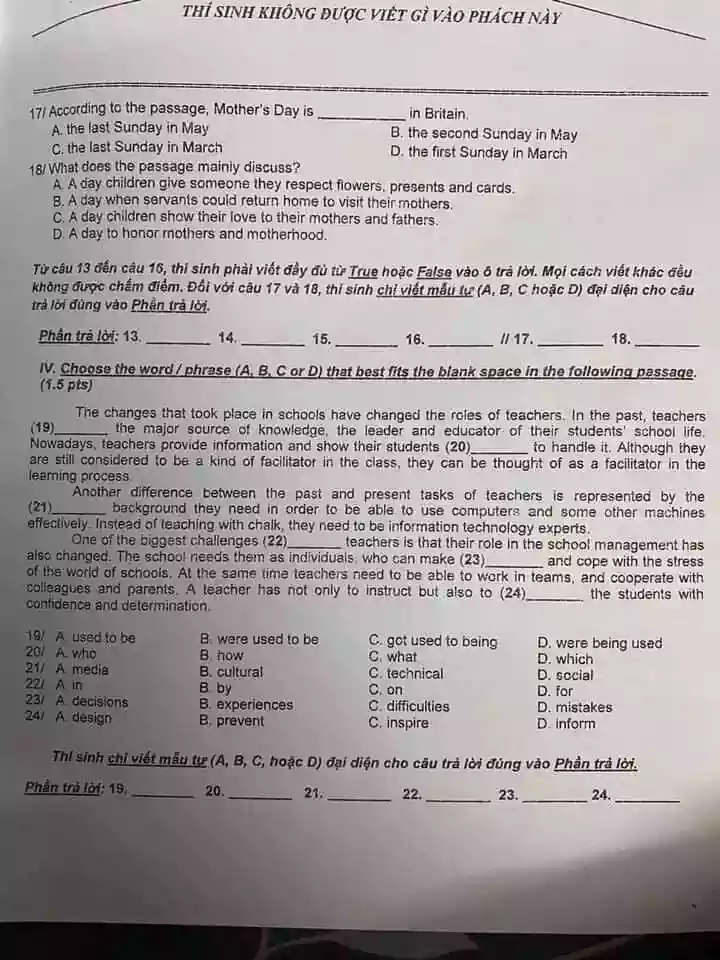 THÍ SINH KHÔNG ĐƯỢC VIẾT GÌ VÀO PHÁCH NÀY
17/ According to the passage, Mother's Day is ____________ in Britain.
A. the last Sunday in May B. the second Sunday in May
C. the last Sunday in March D. the first Sunday in March
18/ What does the passage mainly discuss?
A. A day children give someone they respect flowers, presents and cards.
B. A day when servants could return home to visit their mothers.
C. A day children show their love to their mothers and fathers.
D. A day to honor mothers and motherhood.
Từ câu 13 đến câu 16, thí sinh phải viết đầy đủ từ True hoặc False vào ô trả lời. Mọi cách viết khác đều
không được chấm điểm. Đối với câu 17 và 18, thí sinh chỉ viết mẫu tự (A, B, C hoặc D) đại diện cho câu
trả lời đúng vào Phần trả lời.
Phần trả lời: 13. ________ 14. ________ 15. ________ 16. ________ // 17. ________ 18. ________
IV. Choose the word / phrase (A, B, C or D) that best fits the blank space in the following passage.
(1.5 pts)
The changes that took place in schools have changed the roles of teachers. In the past, teachers
(19)________ the major source of knowledge, the leader and educator of their students' school life.
Nowadays, teachers provide information and show their students (20)________ to handle it. Although they
are still considered to be a kind of facilitator in the class, they can be thought of as a facilitator in the
learning process.
Another difference between the past and present tasks of teachers is represented by the
(21)________ background they need in order to be able to use computers and some other machines
effectively. Instead of teaching with chalk, they need to be information technology experts.
One of the biggest challenges (22)________ teachers is that their role in the school management has
also changed. The school needs them as individuals, who can make (23)________ and cope with the stress
of the world of schools. At the same time teachers need to be able to work in teams, and cooperate with
colleagues and parents. A teacher has not only to instruct but also to (24)________ the students with
confidence and determination.
19/ A. used to be B. were used to be C. got used to being D. were being used
20/ A. who B. how C. what D. which
21/ A. media B. cultural C. technical D. social
22/ A. in B. by C. on D. for
23/ A. decisions B. experiences C. difficulties D. mistakes
24/ A. design B. prevent C. inspire D. inform
Thí sinh chỉ viết mẫu tự (A, B, C, hoặc D) đại diện cho câu trả lời đúng vào Phần trả lời.
Phần trả lời: 19. ________ 20. ________ 21. ________ 22. ________ 23. ________ 24. ________